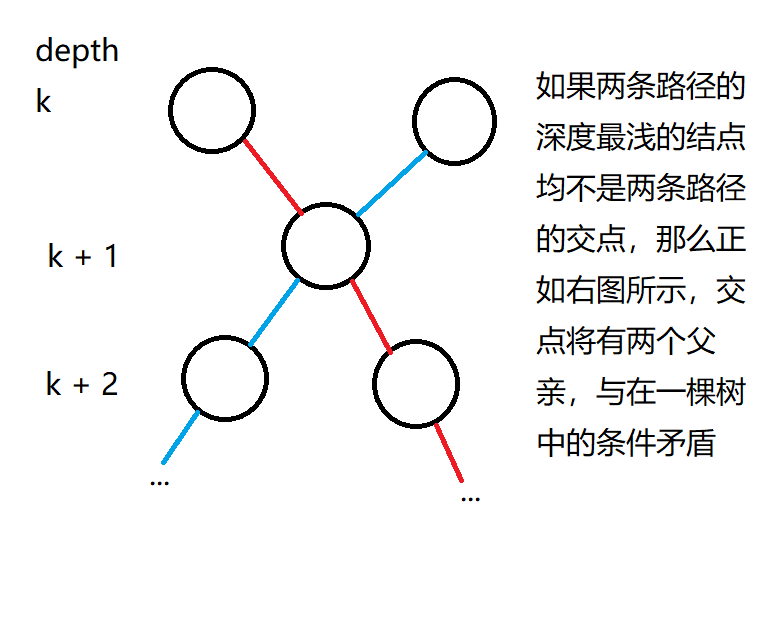 depth
k
k + 1
k + 2
...
...
如果两条路径的
深度最浅的结点
均不是两条路径
的交点，那么正
如右图所示，交
点将有两个父
亲，与在一棵树
中的条件矛盾